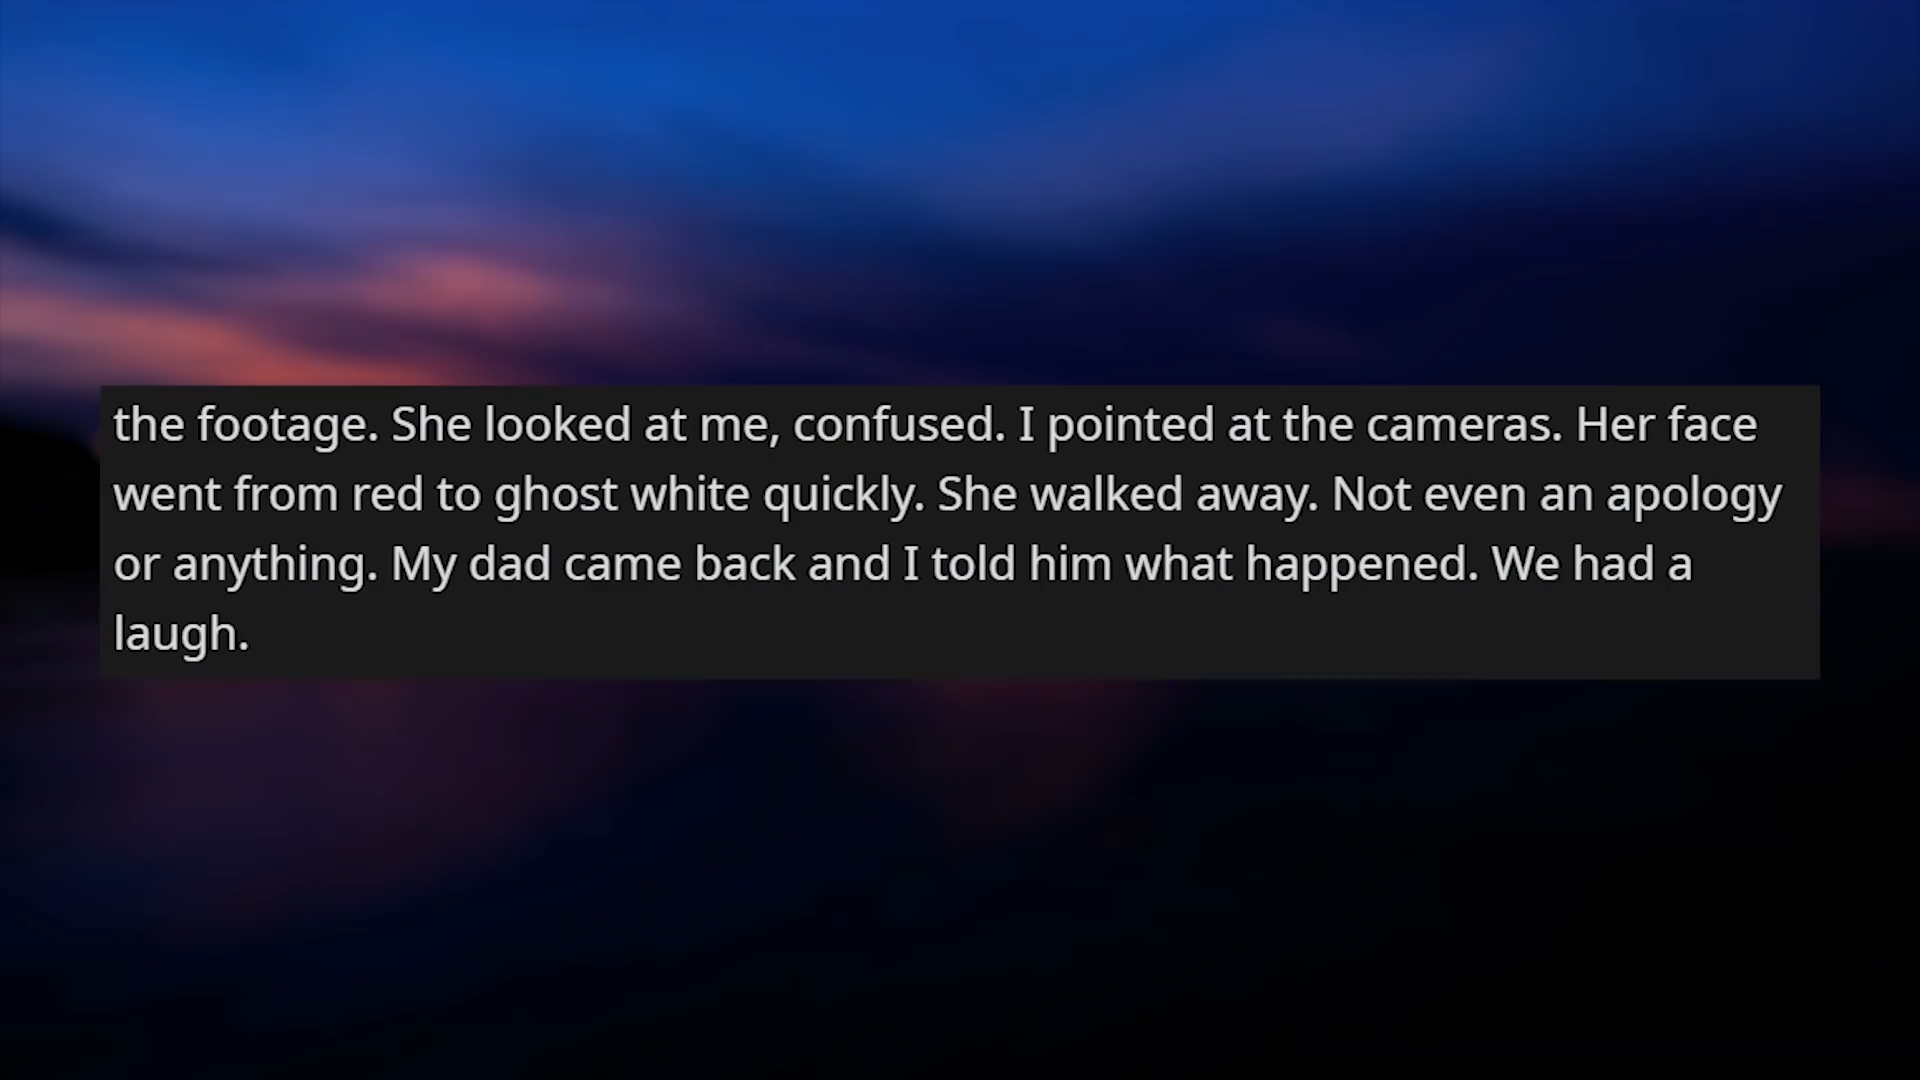 the footage. She looked at me, confused. I pointed at the cameras. Her face
went from red to ghost white quickly. She walked away. Not even an apology
or anything. My dad came back and I told him what happened. We had a
laugh.